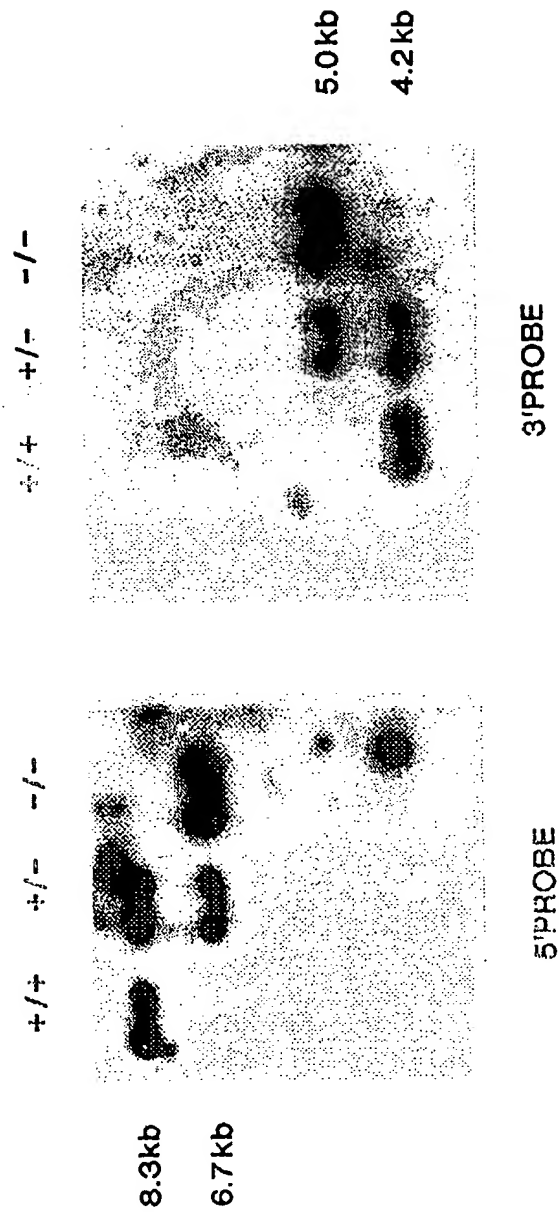 +/+ +/- -/-
8.3kb
6.7kb
5'PROBE
+/+ +/- -/-
5.0kb
4.2kb
3'PROBE